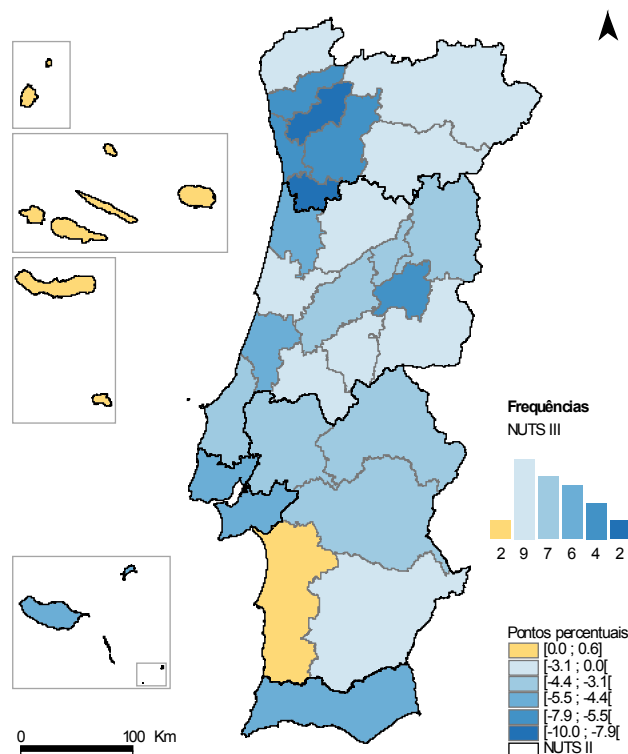 Frequências
NUTS III
2 9 7 6 4 2
Pontos percentuais
[0.0 ; 0.6]
[-3.1 ; 0.0[
[-4.4 ; -3.1[
[-5.5 ; -4.4[
[-7.9 ; -5.5[
[-10.0 ; -7.9[
NUTS II
0 100 Km